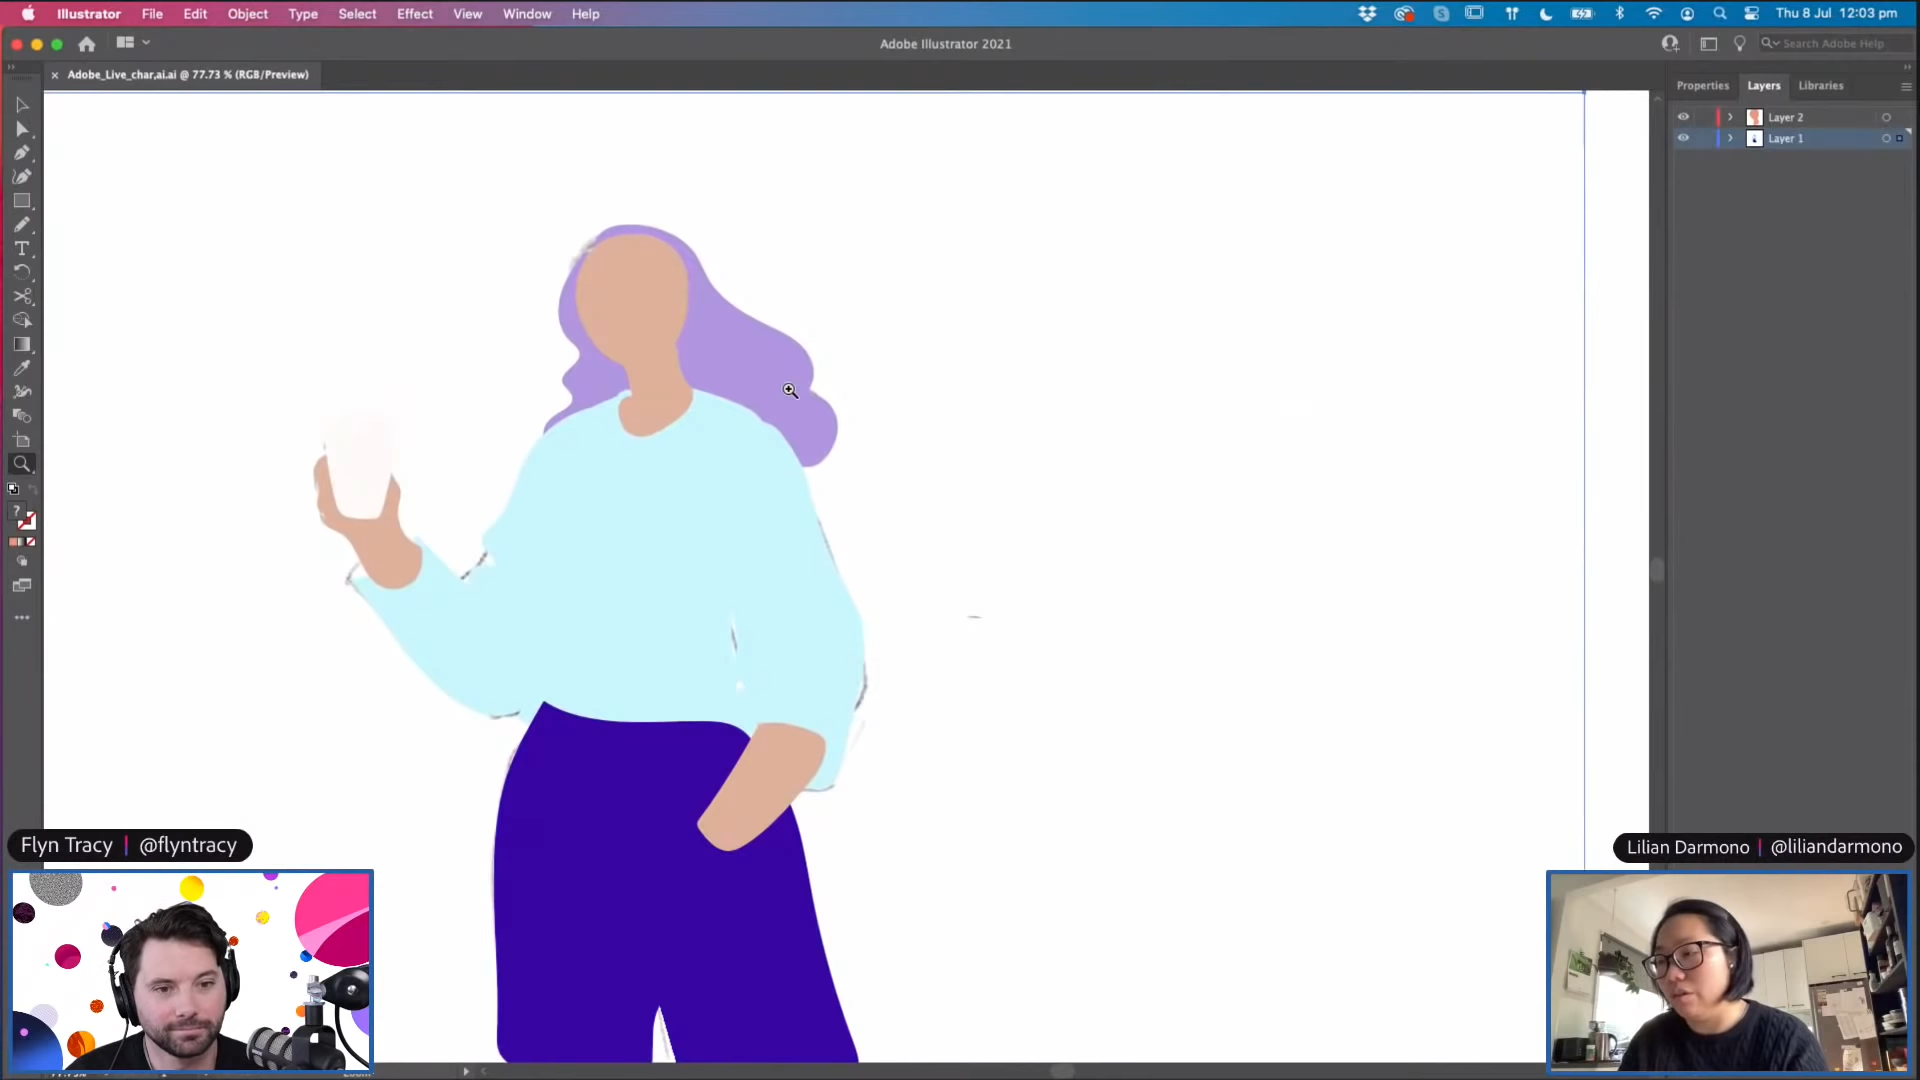 Illustrator File Edit Object Type Select Effect View Window Help
Thu 8 Jul 12:03 pm
Adobe Illustrator 2021
Search Adobe Help
× Adobe_Live_char,ai.ai @ 77.73 % (RGB/Preview)
Properties Layers Libraries
Layer 2
Layer 1
Flyn Tracy | @flyntracy
Lilian Darmono | @liliandarmono